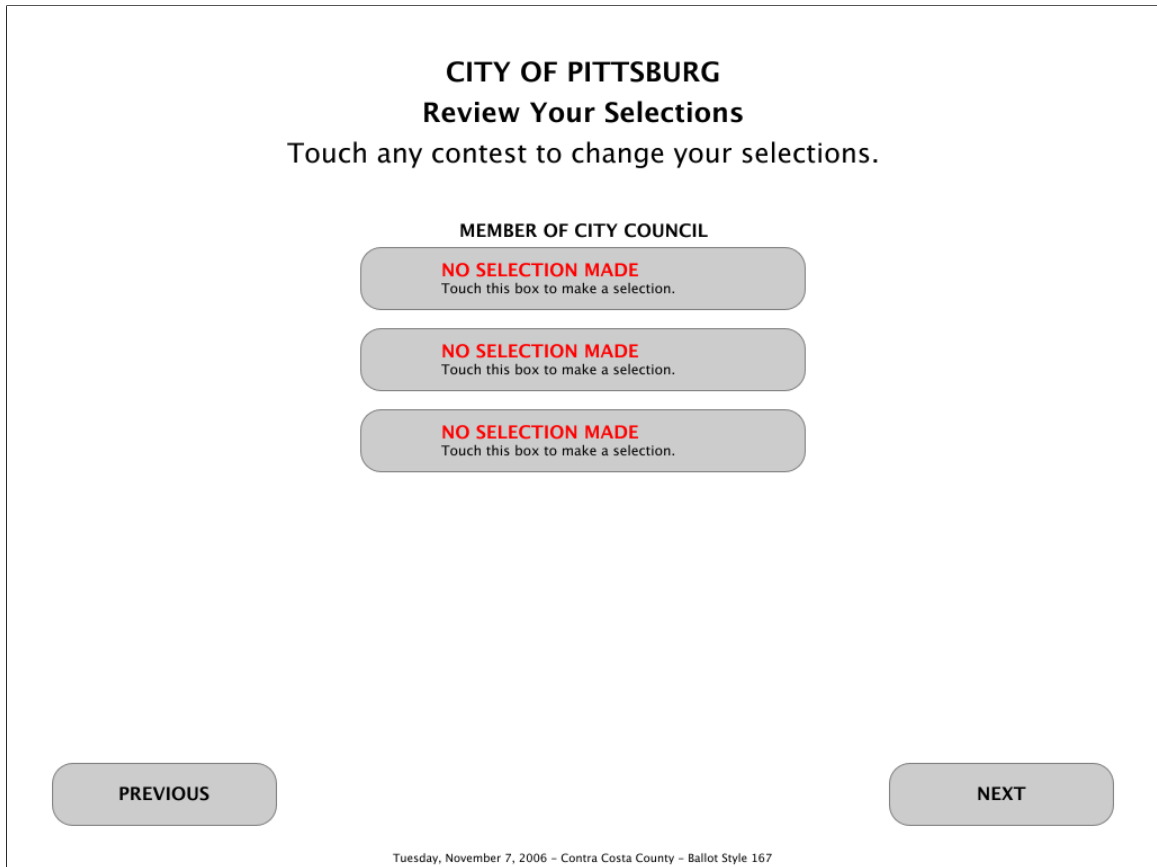 CITY OF PITTSBURG
Review Your Selections
Touch any contest to change your selections.
MEMBER OF CITY COUNCIL
NO SELECTION MADE
Touch this box to make a selection.
NO SELECTION MADE
Touch this box to make a selection.
NO SELECTION MADE
Touch this box to make a selection.
PREVIOUS
NEXT
Tuesday, November 7, 2006 – Contra Costa County – Ballot Style 167